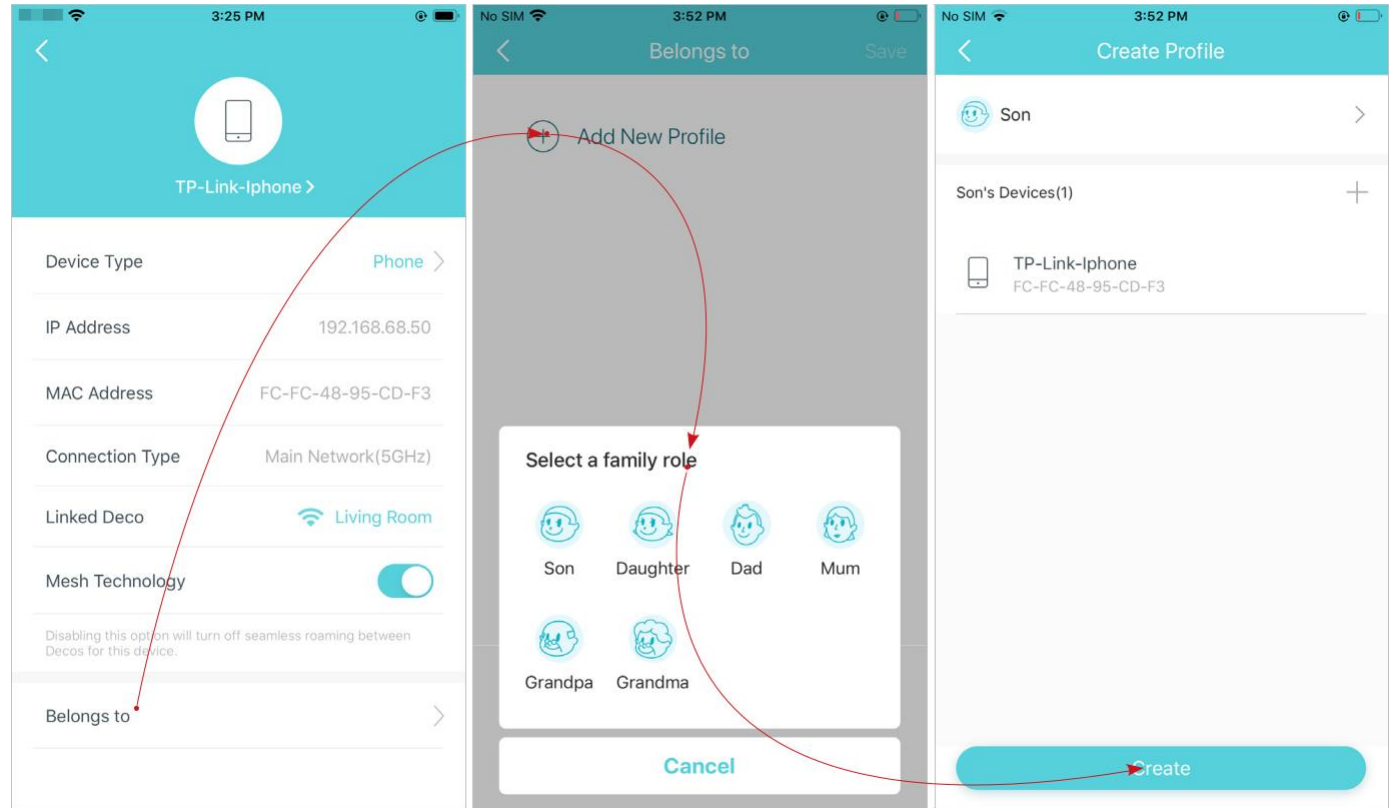 3:25 PM
TP-Link-Iphone >
Device Type
Phone >
IP Address
192.168.68.50
MAC Address
FC-FC-48-95-CD-F3
Connection Type
Main Network(5GHz)
Linked Deco
Living Room
Mesh Technology
Disabling this option will turn off seamless roaming between
Decos for this device.
Belongs to
No SIM
3:52 PM
Belongs to
Save
Add New Profile
Select a family role
Son
Daughter
Dad
Mum
Grandpa
Grandma
Cancel
No SIM
3:52 PM
Create Profile
Son
Son's Devices(1)
TP-Link-Iphone
FC-FC-48-95-CD-F3
Create